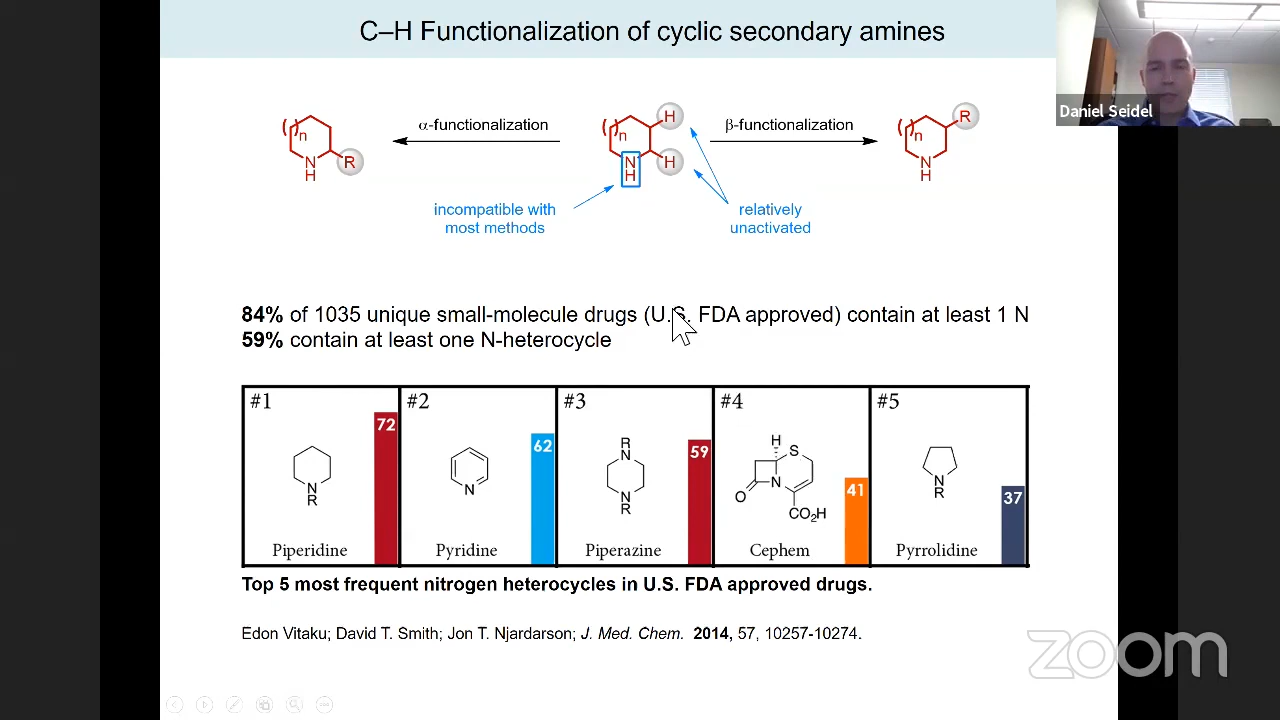 C–H Functionalization of cyclic secondary amines
Daniel Seidel
α-functionalization
β-functionalization
( )n
N
H
R
( )n
N
H
H
H
( )n
N
H
R
incompatible with
most methods
relatively
unactivated
84% of 1035 unique small-molecule drugs (U.S. FDA approved) contain at least 1 N
59% contain at least one N-heterocycle
#1
72
N
R
Piperidine
#2
62
N
Pyridine
#3
59
R
N
N
R
Piperazine
#4
41
H
S
N
O
CO2H
Cephem
#5
37
N
R
Pyrrolidine
Top 5 most frequent nitrogen heterocycles in U.S. FDA approved drugs.
Edon Vitaku; David T. Smith; Jon T. Njardarson; J. Med. Chem. 2014, 57, 10257-10274.
zoom